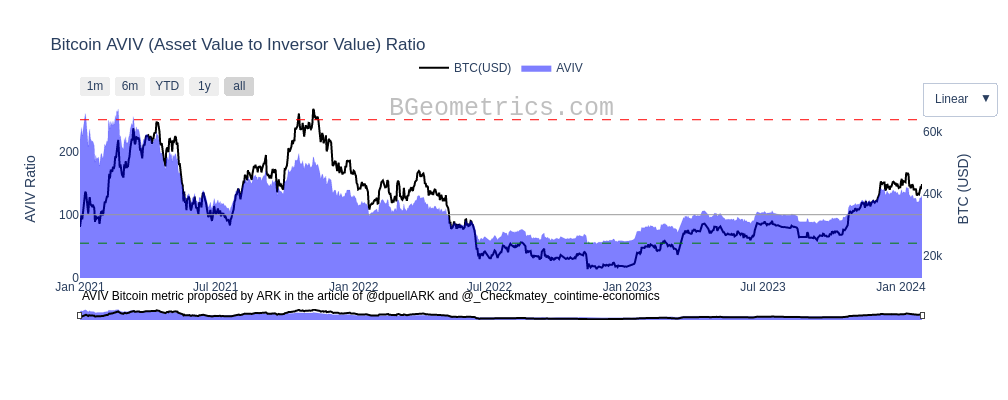 Bitcoin AVIV (Asset Value to Inversor Value) Ratio
BTC(USD) AVIV
1m 6m YTD 1y all
BGeometrics.com
Linear ▼
200
100
0
AVIV Ratio
60k
40k
20k
BTC (USD)
Jan 2021 Jul 2021 Jan 2022 Jul 2022 Jan 2023 Jul 2023 Jan 2024
AVIV Bitcoin metric proposed by ARK in the article of @dpuellARK and @_Checkmatey_cointime-economics